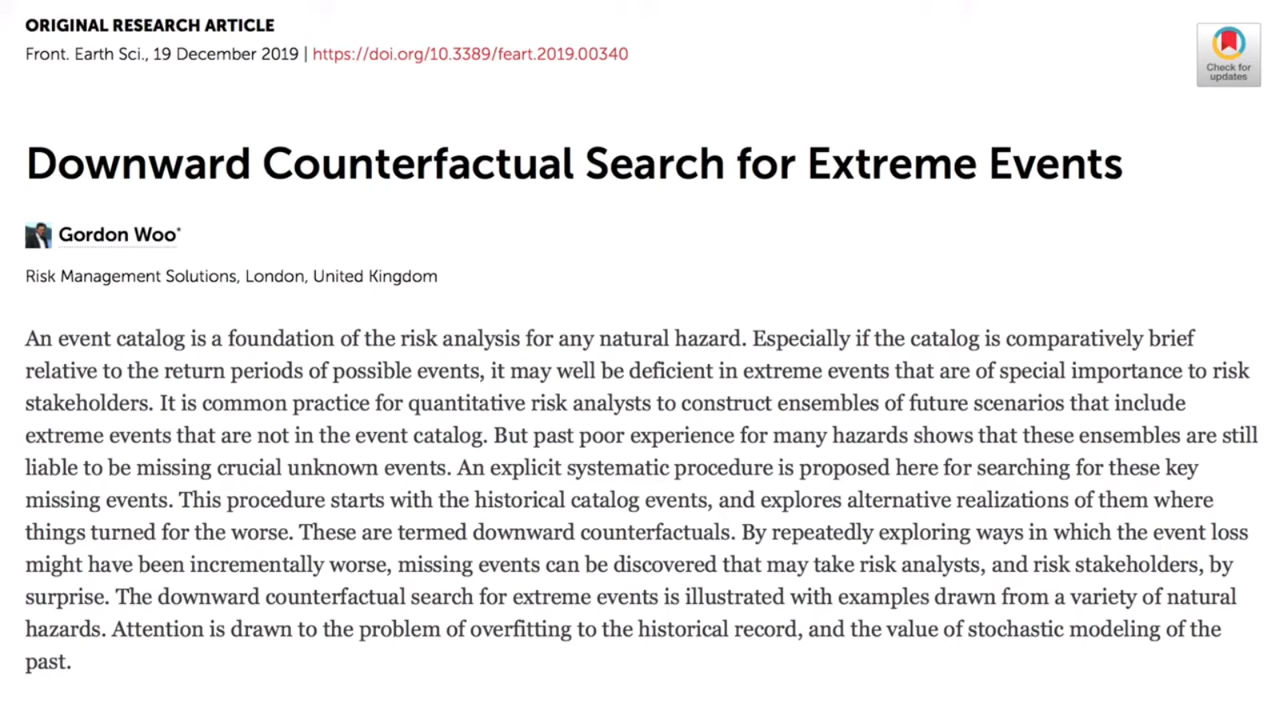 ORIGINAL RESEARCH ARTICLE
Front. Earth Sci., 19 December 2019 | https://doi.org/10.3389/feart.2019.00340
Check for
updates
Downward Counterfactual Search for Extreme Events
Gordon Woo*
Risk Management Solutions, London, United Kingdom
An event catalog is a foundation of the risk analysis for any natural hazard. Especially if the catalog is comparatively brief
relative to the return periods of possible events, it may well be deficient in extreme events that are of special importance to risk
stakeholders. It is common practice for quantitative risk analysts to construct ensembles of future scenarios that include
extreme events that are not in the event catalog. But past poor experience for many hazards shows that these ensembles are still
liable to be missing crucial unknown events. An explicit systematic procedure is proposed here for searching for these key
missing events. This procedure starts with the historical catalog events, and explores alternative realizations of them where
things turned for the worse. These are termed downward counterfactuals. By repeatedly exploring ways in which the event loss
might have been incrementally worse, missing events can be discovered that may take risk analysts, and risk stakeholders, by
surprise. The downward counterfactual search for extreme events is illustrated with examples drawn from a variety of natural
hazards. Attention is drawn to the problem of overfitting to the historical record, and the value of stochastic modeling of the
past.